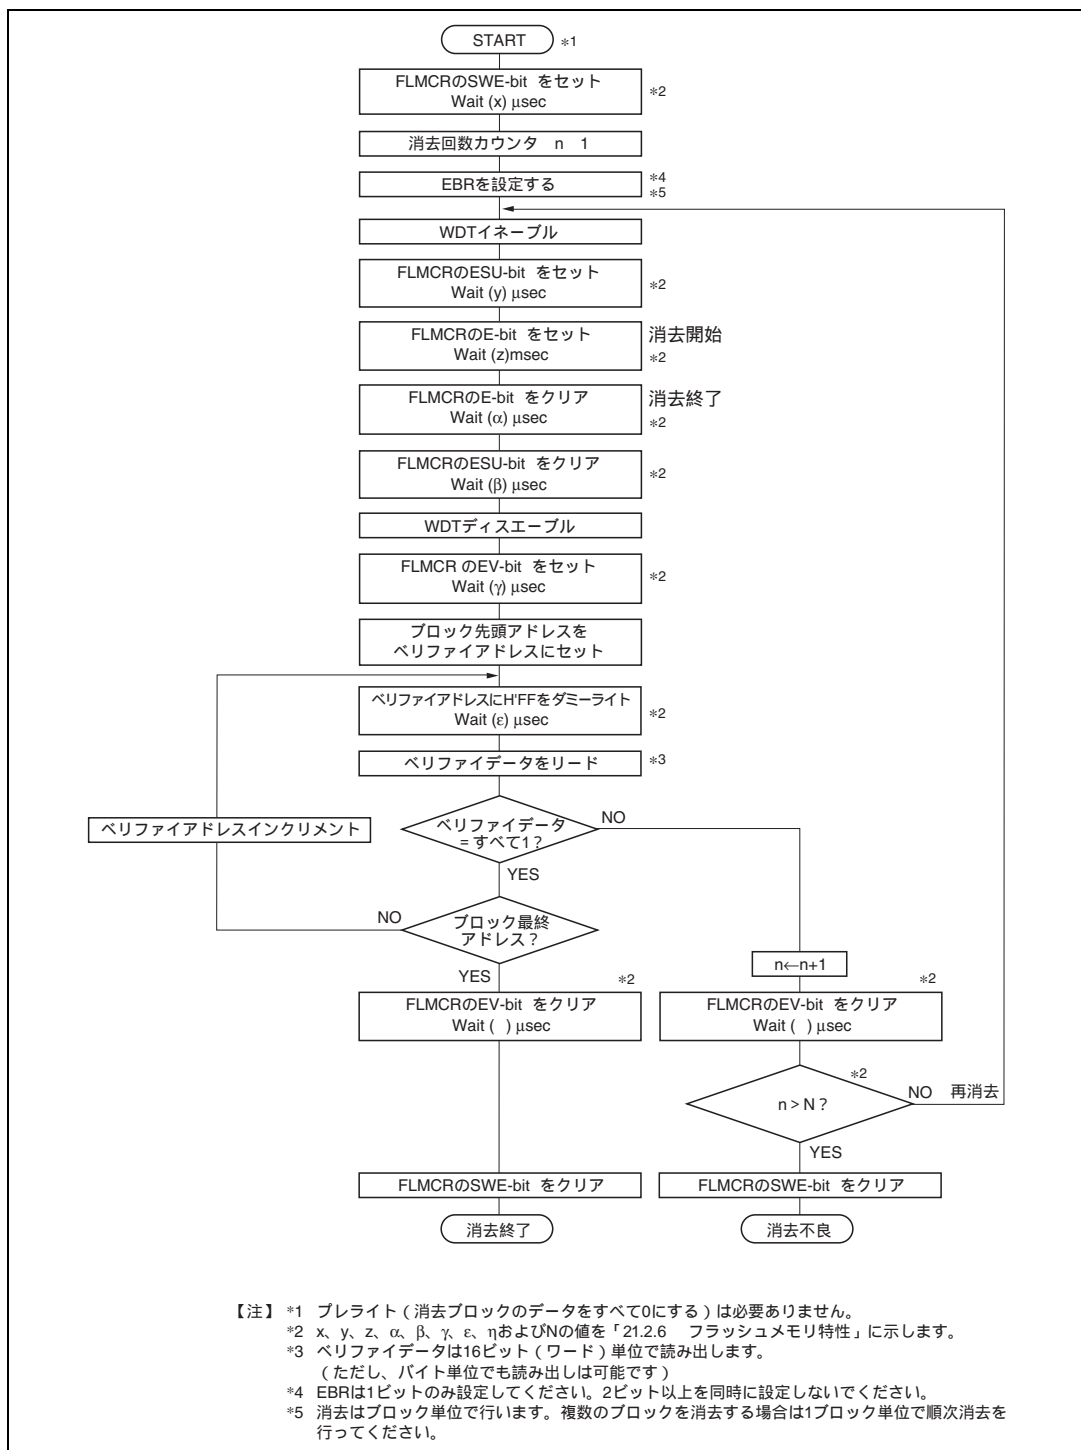 START *1
FLMCRのSWE-bit をセット
Wait (x) μsec
*2
消去回数カウンタ n 1
EBRを設定する
*4
*5
WDTイネーブル
FLMCRのESU-bit をセット
Wait (y) μsec
*2
FLMCRのE-bit をセット
Wait (z)msec
消去開始
*2
FLMCRのE-bit をクリア
Wait (α) μsec
消去終了
*2
FLMCRのESU-bit をクリア
Wait (β) μsec
*2
WDTディスエーブル
FLMCR のEV-bit をセット
Wait (γ) μsec
*2
ブロック先頭アドレスを
ベリファイアドレスにセット
ベリファイアドレスにH'FFをダミーライト
Wait (ε) μsec
*2
ベリファイデータをリード
*3
ベリファイアドレスインクリメント
ベリファイデータ
= すべて1？
NO
YES
ブロック最終
アドレス？
NO
YES
n←n+1
*2
FLMCRのEV-bit をクリア
Wait ( ) μsec
*2
FLMCRのEV-bit をクリア
Wait ( ) μsec
*2
n > N？
NO 再消去
YES
FLMCRのSWE-bit をクリア
FLMCRのSWE-bit をクリア
消去終了
消去不良
【注】 *1 プレライト（消去ブロックのデータをすべて0にする）は必要ありません。
*2 x、y、z、α、β、γ、ε、ηおよびNの値を「21.2.6 フラッシュメモリ特性」に示します。
*3 ベリファイデータは16ビット（ワード）単位で読み出します。
（ただし、バイト単位でも読み出しは可能です）
*4 EBRは1ビットのみ設定してください。2ビット以上を同時に設定しないでください。
*5 消去はブロック単位で行います。複数のブロックを消去する場合は1ブロック単位で順次消去を
行ってください。